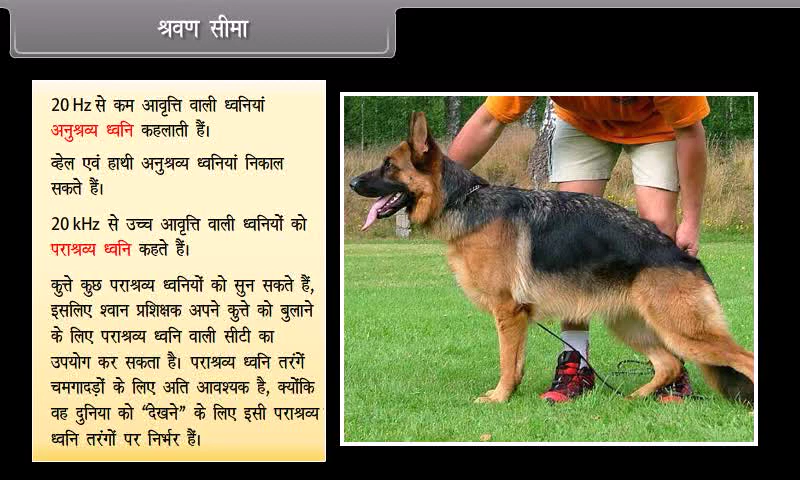 श्रवण सीमा
20 Hz से कम आवृत्ति वाली ध्वनियां
अनुश्रव्य ध्वनि कहलाती हैं।
व्हेल एवं हाथी अनुश्रव्य ध्वनियां निकाल
सकते हैं।
20 kHz से उच्च आवृत्ति वाली ध्वनियों को
पराश्रव्य ध्वनि कहते हैं।
कुत्ते कुछ पराश्रव्य ध्वनियों को सुन सकते हैं,
इसलिए श्वान प्रशिक्षक अपने कुत्ते को बुलाने
के लिए पराश्रव्य ध्वनि वाली सीटी का
उपयोग कर सकता है। पराश्रव्य ध्वनि तरंगें
चमगादड़ों के लिए अति आवश्यक है, क्योंकि
वह दुनिया को “देखने” के लिए इसी पराश्रव्य
ध्वनि तरंगों पर निर्भर हैं।